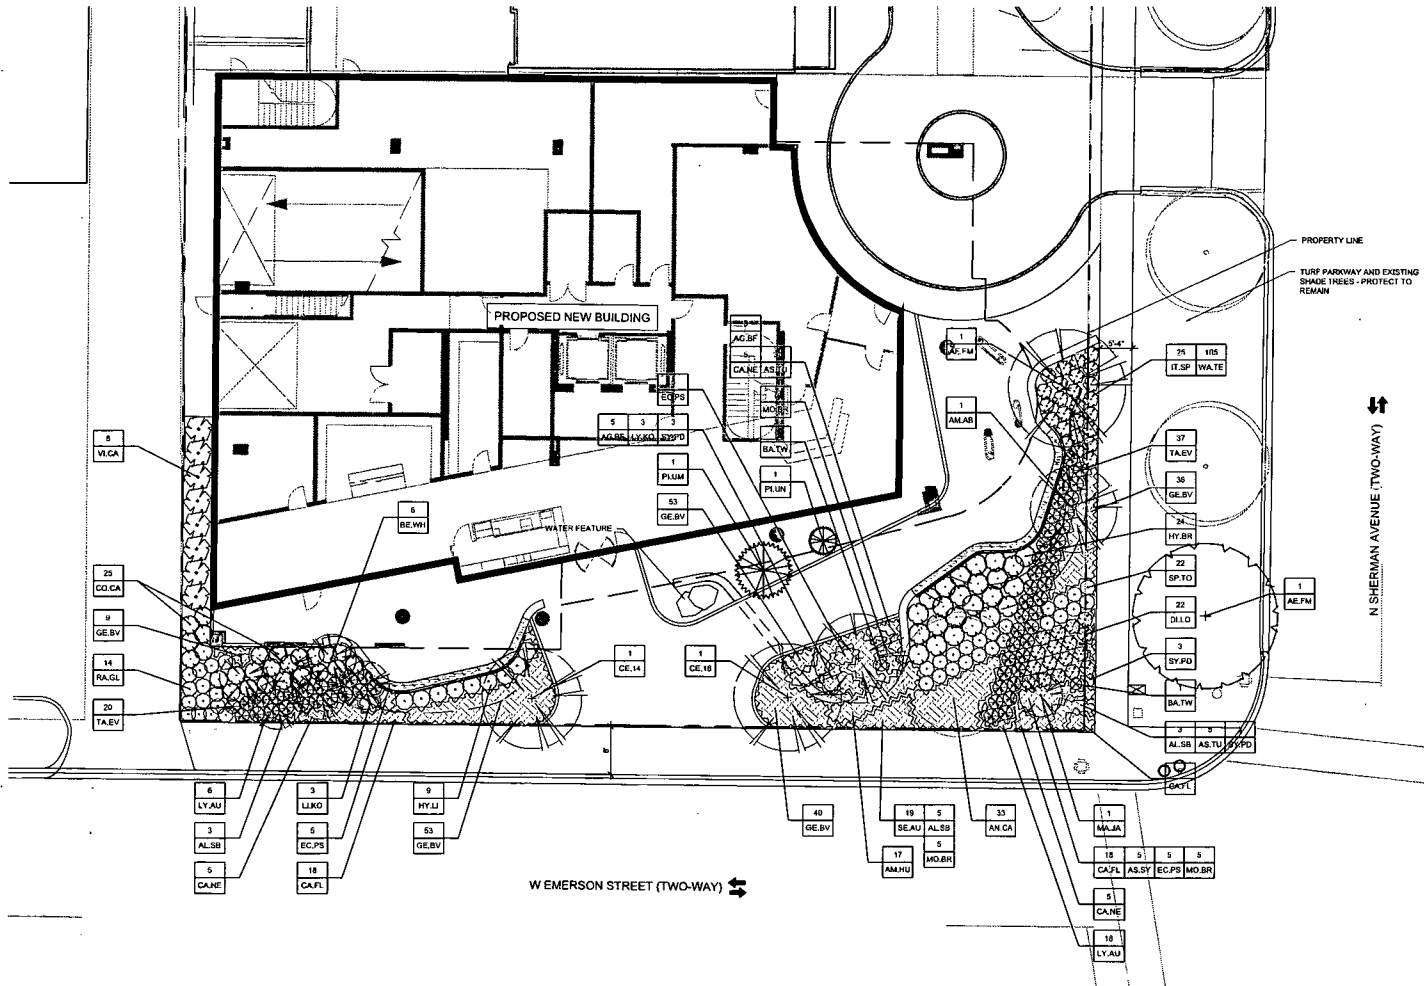 PROPERTY LINE
TURF PARKWAY AND EXISTING
SHADE TREES - PROTECT TO
REMAIN
PROPOSED NEW BUILDING
AG.BF
CA.NE AS.TU
EC.PS
MO.BR
5 3 3
AG.BF LY.KO SY.PD
BA.TW
1
PI.UM
1
PI.UN
53
GE.BV
1
AE.FM
1
AM.AB
5'-4"
25 105
IT.SP WA.TE
37
TA.EV
36
GE.BV
24
HY.BR
22
SP.TO
22
DI.LO
3
SY.PD
BA.TW
3 5
AL.SB AS.TU SY.PD
CA.FL
1
AE.FM
N SHERMAN AVENUE (TWO-WAY)
6
VI.CA
6
BE.WH
WATER FEATURE
25
CO.CA
9
GE.BV
14
RA.GL
20
TA.EV
1
CE.14
1
CE.16
6
LY.AU
3
LI.KO
9
HY.LI
3
AL.SB
5
EC.PS
53
GE.BV
5
CA.NE
18
CA.FL
40
GE.BV
19 5
SE.AU AL.SB
5
MO.BR
33
AN.CA
17
AM.HU
1
MA.JA
18 5 5 5
CA.FL AS.SY EC.PS MO.BR
5
CA.NE
18
LY.AU
W EMERSON STREET (TWO-WAY)